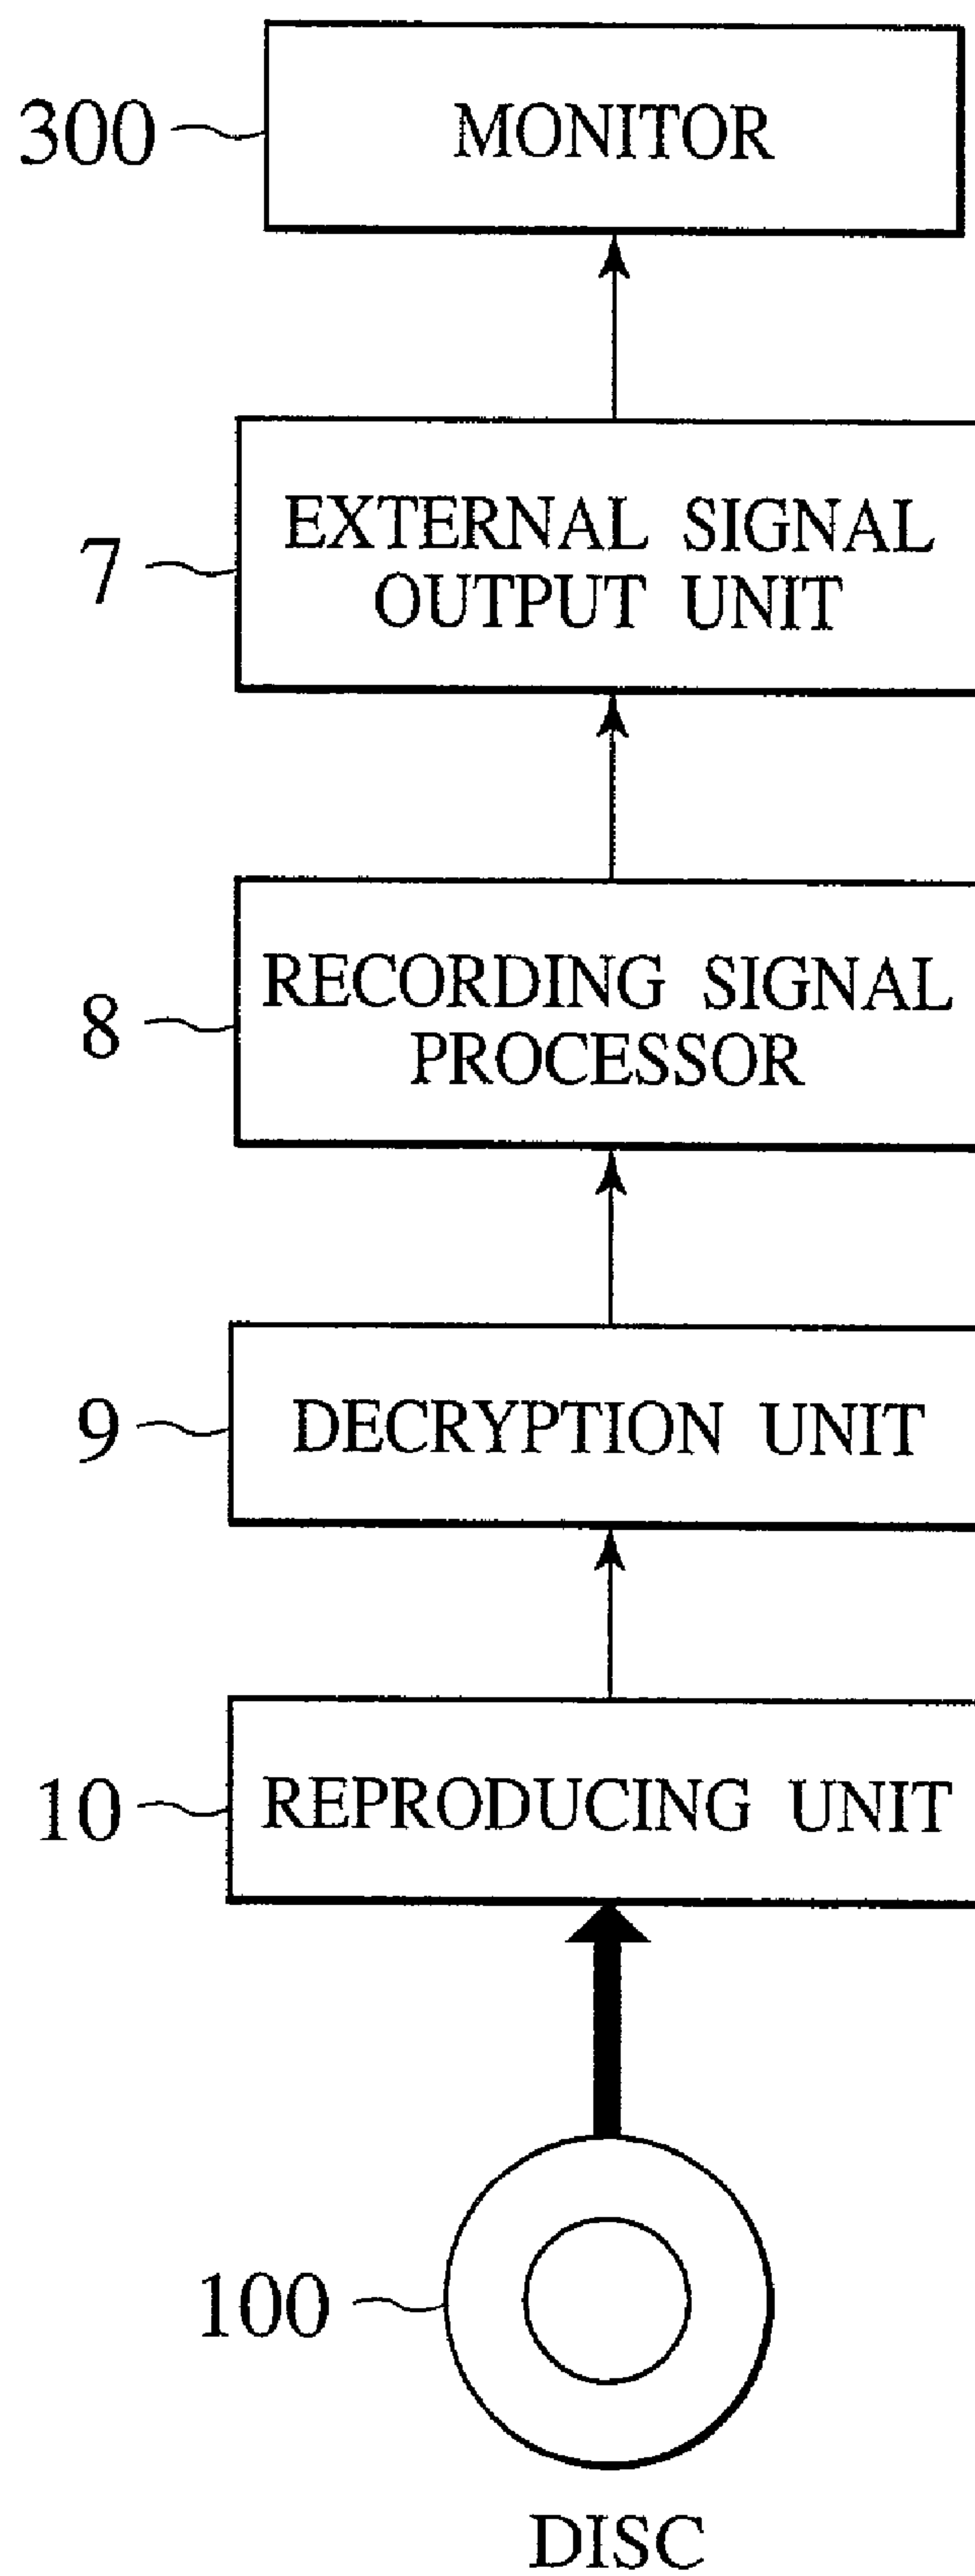 300
MONITOR
7
EXTERNAL SIGNAL
OUTPUT UNIT
8
RECORDING SIGNAL
PROCESSOR
9
DECRYPTION UNIT
10
REPRODUCING UNIT
100
DISC